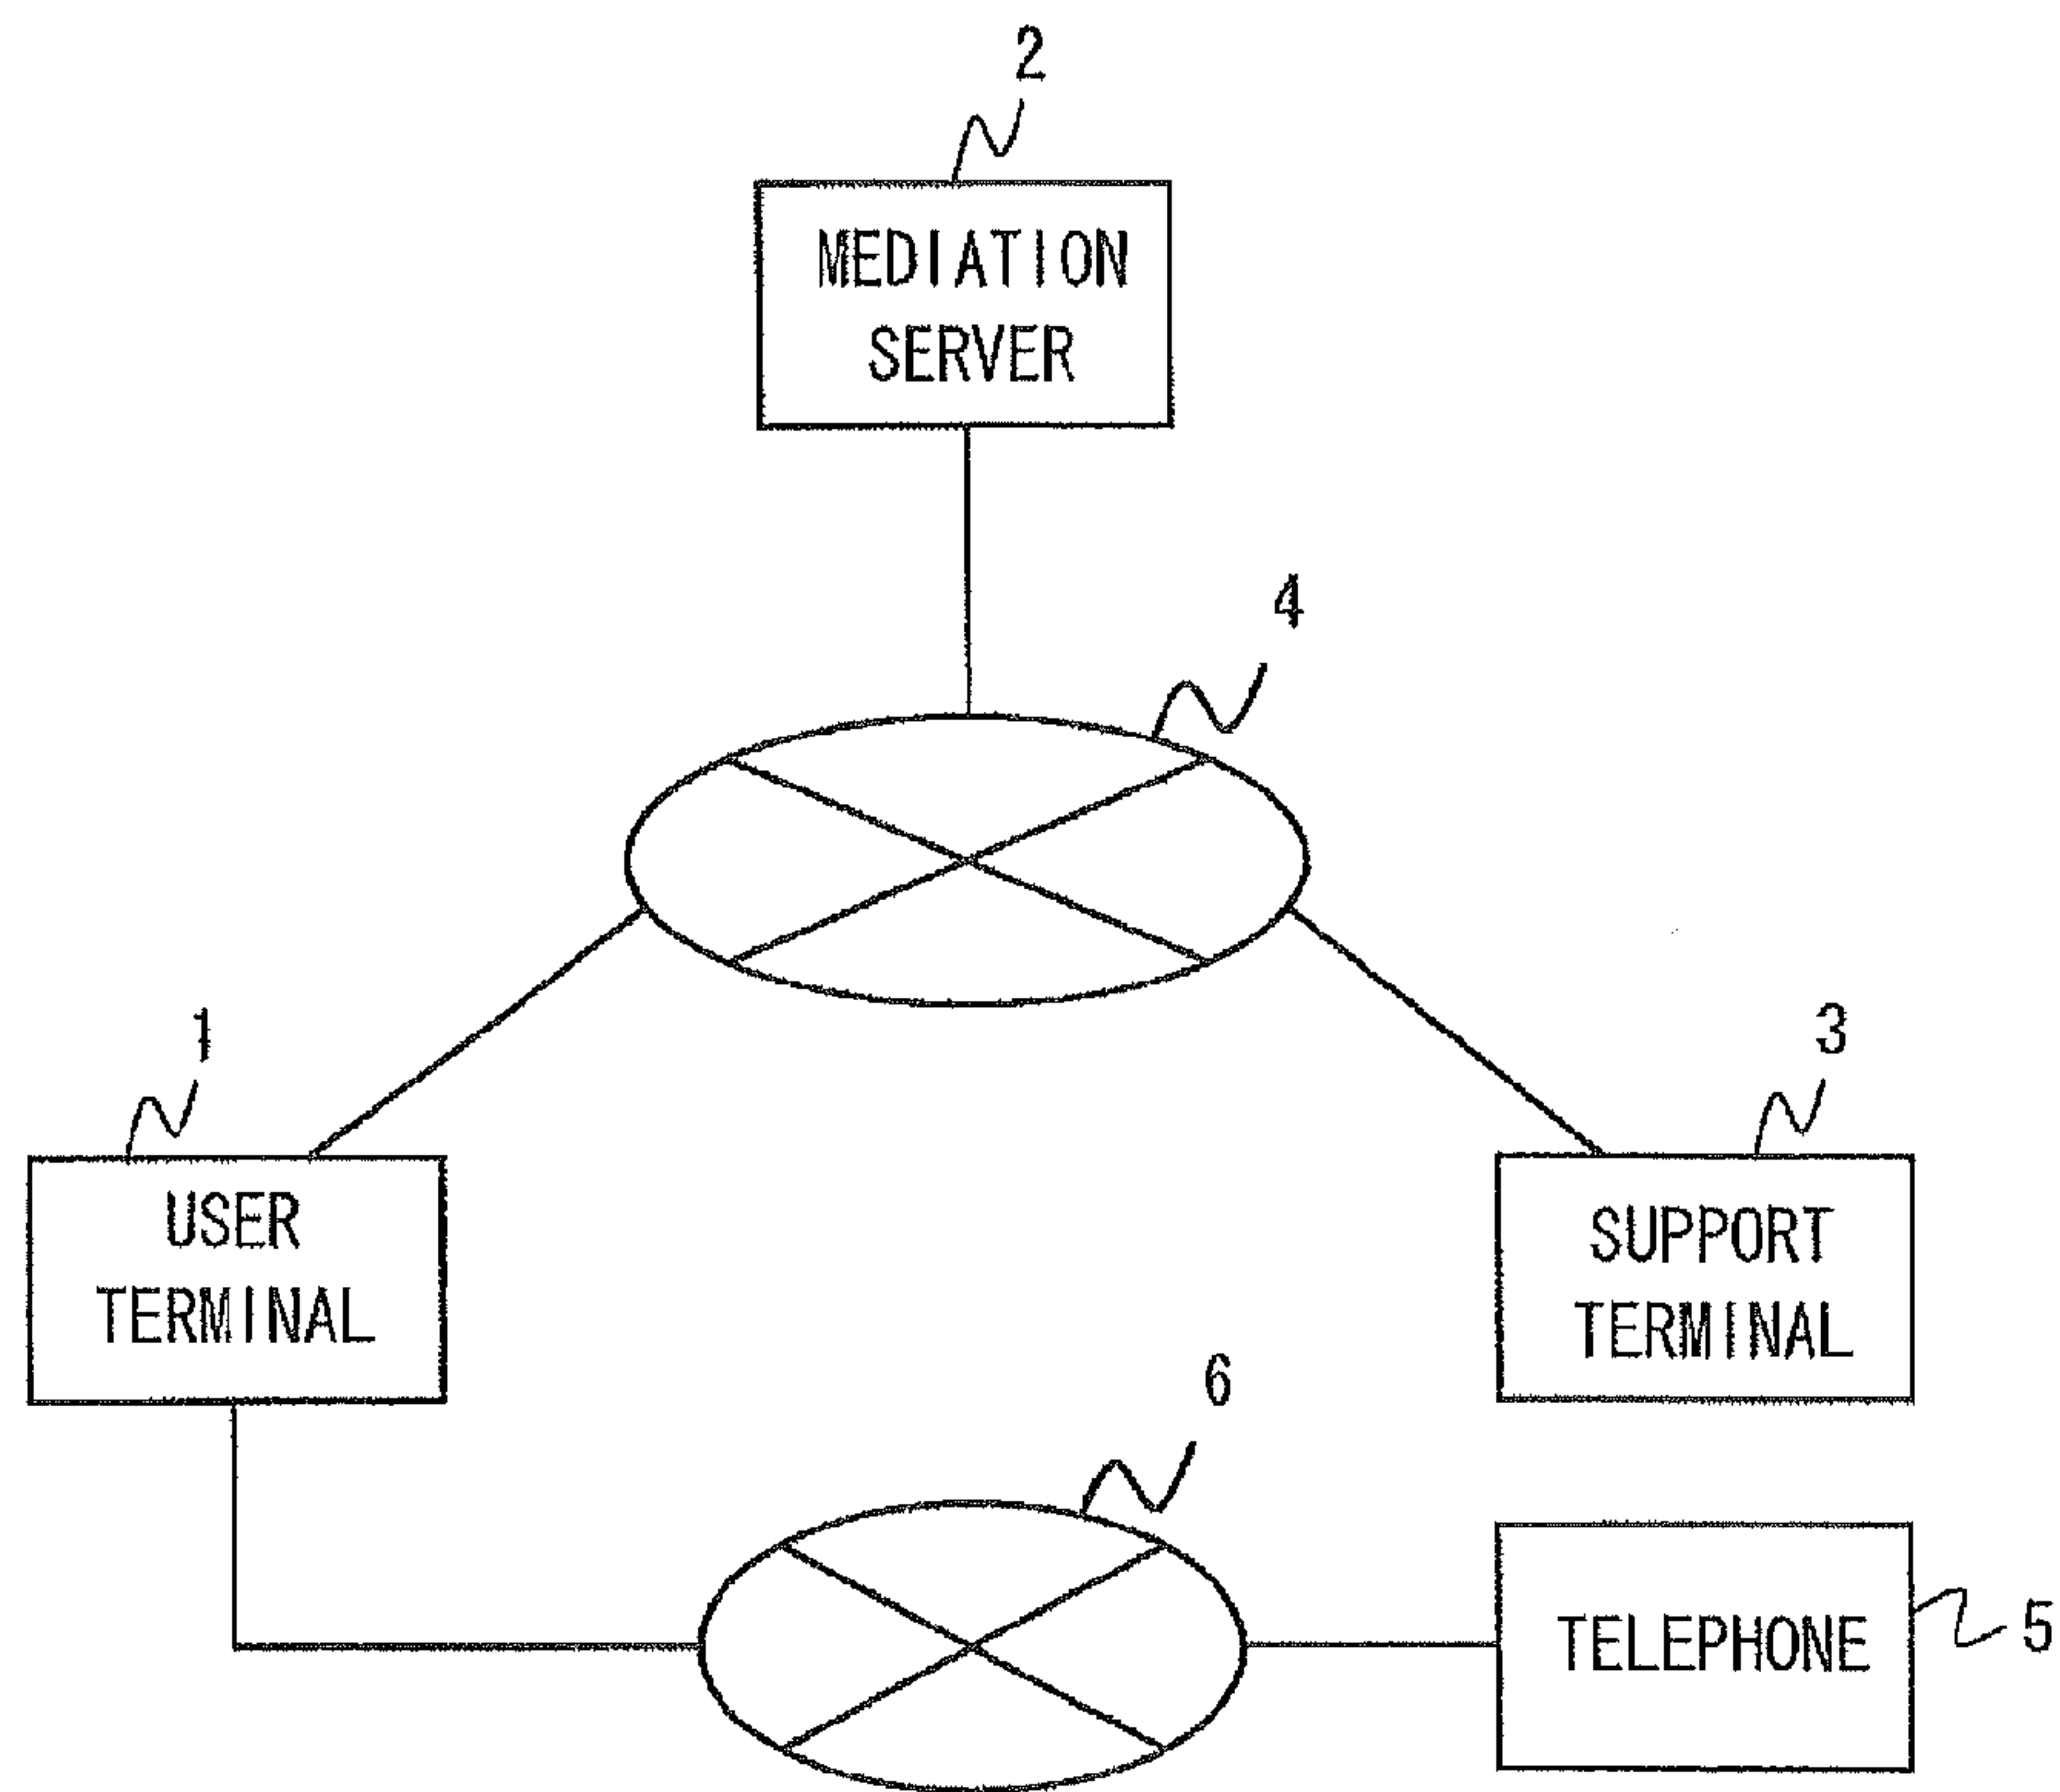 2
MEDIATION
SERVER
4
1
3
USER
TERMINAL
SUPPORT
TERMINAL
6
TELEPHONE
5